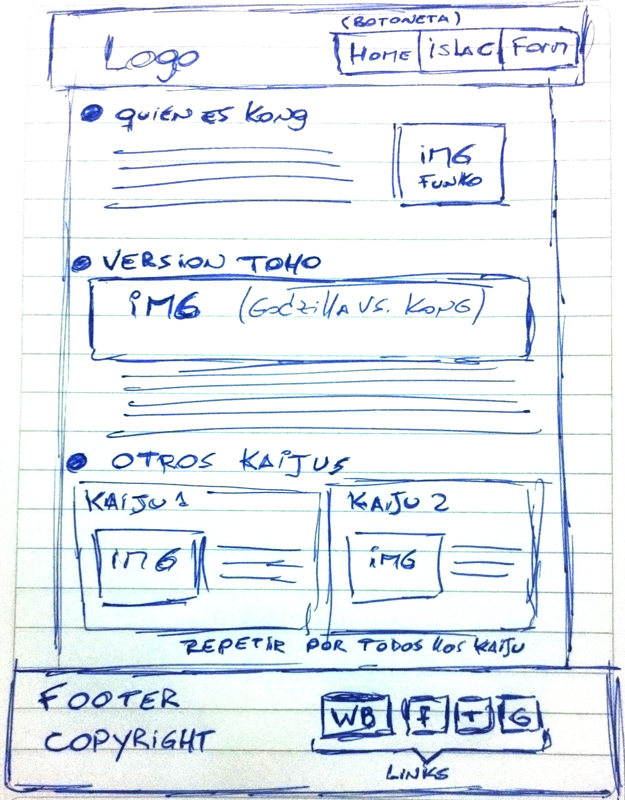 (BOTONETA)
Logo
HOME iSLAC FORM
QUIÉN ES KONG
iMG
FUNKO
VERSION TOHO
iMG (GODZILLA VS. KONG)
OTROS KAIJUS
KAIJU 1
KAIJU 2
iMG
iMG
REPETIR POR TODOS LOS KAIJU
FOOTER
COPYRIGHT
WB F T G
LINKS